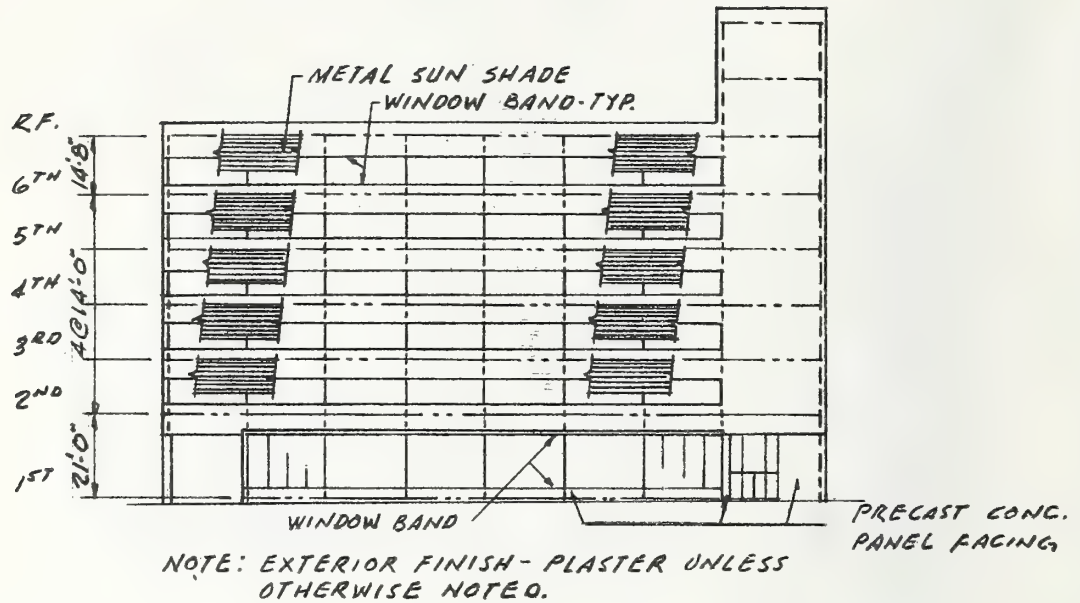 METAL SUN SHADE
WINDOW BAND-TYP.
RF.
14'-8"
6TH
5TH
4TH
4@14'-0"
3RD
2ND
21'-0"
1ST
WINDOW BAND
PRECAST CONC.
PANEL FACING
NOTE: EXTERIOR FINISH - PLASTER UNLESS
OTHERWISE NOTED.